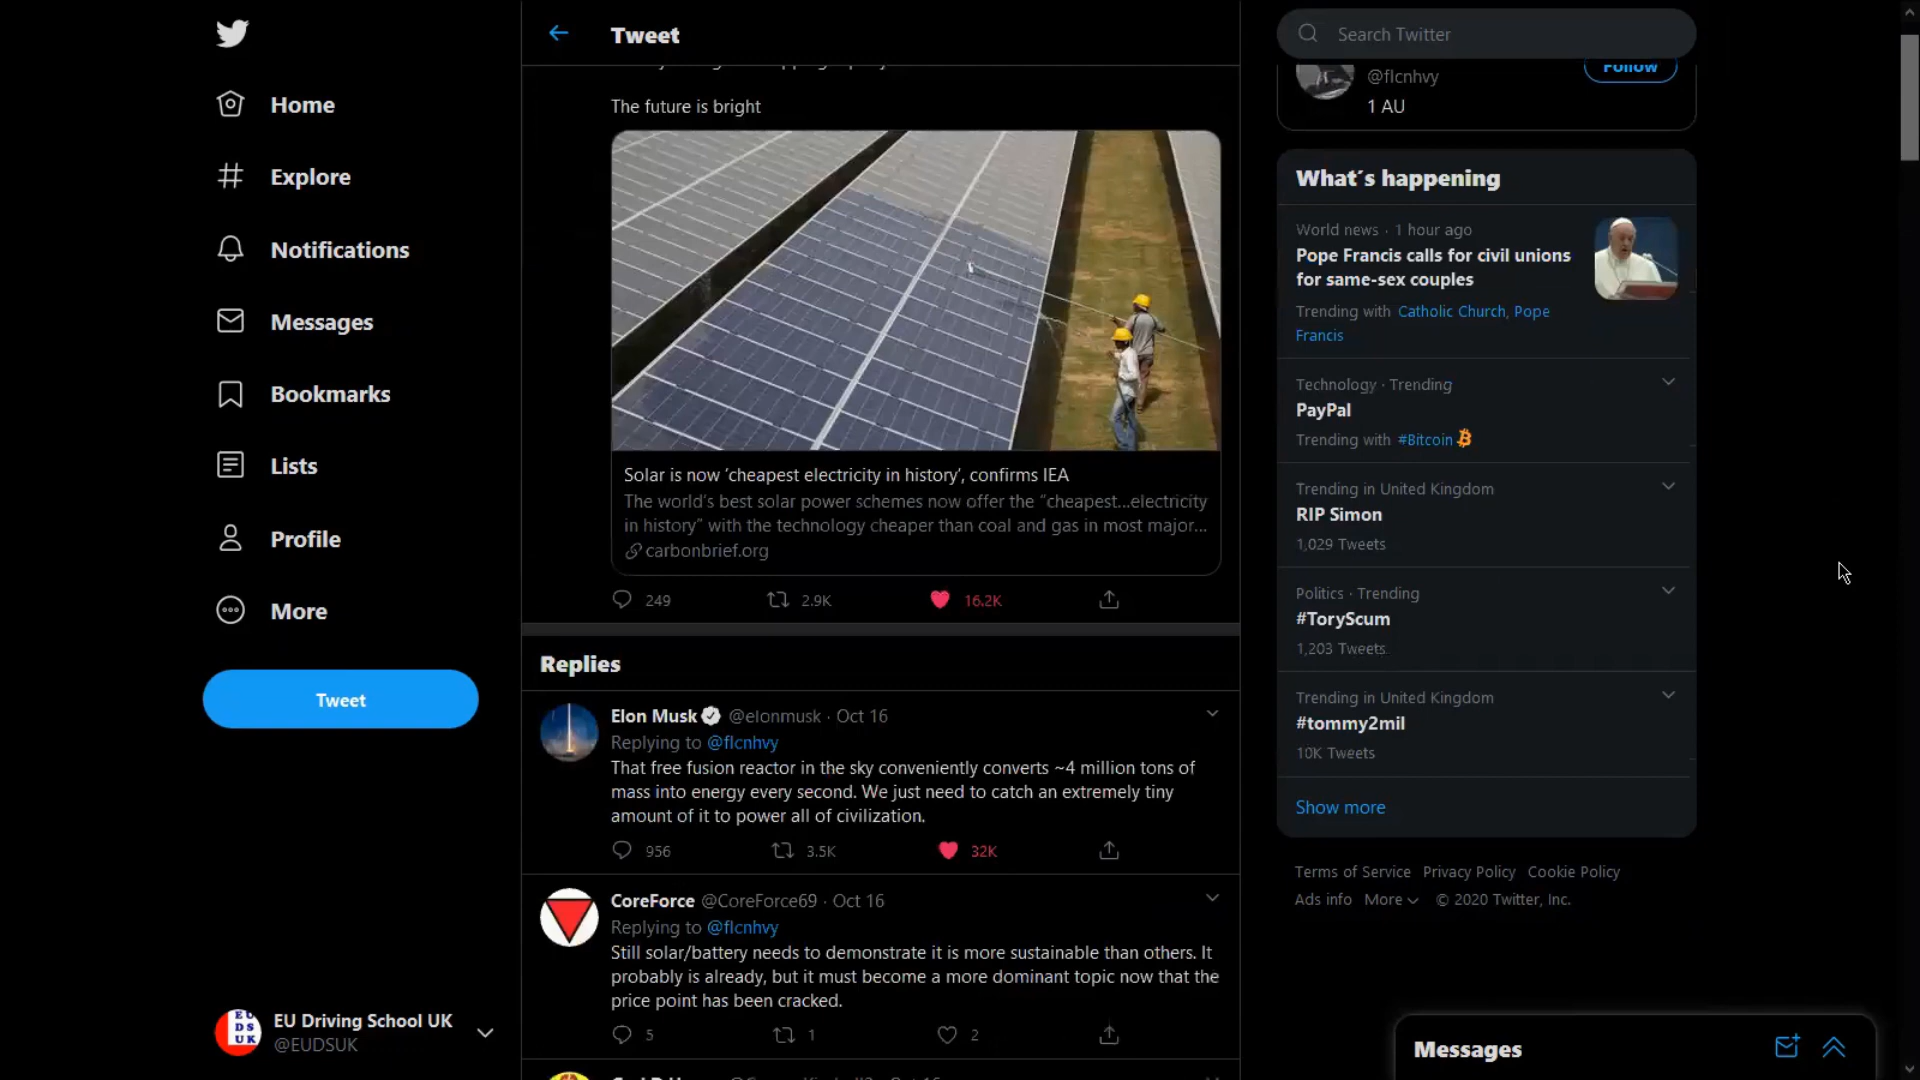 Home
Explore
Notifications
Messages
Bookmarks
Lists
Profile
More
Tweet
EU DS UK
EU Driving School UK
@EUDSUK
Tweet
The future is bright
Solar is now ‘cheapest electricity in history’, confirms IEA
The world’s best solar power schemes now offer the “cheapest…electricity
in history” with the technology cheaper than coal and gas in most major...
carbonbrief.org
249 2.9K 16.2K
Replies
Elon Musk @elonmusk · Oct 16
Replying to @flcnhvy
That free fusion reactor in the sky conveniently converts ~4 million tons of
mass into energy every second. We just need to catch an extremely tiny
amount of it to power all of civilization.
956 3.5K 32K
CoreForce @CoreForce69 · Oct 16
Replying to @flcnhvy
Still solar/battery needs to demonstrate it is more sustainable than others. It
probably is already, but it must become a more dominant topic now that the
price point has been cracked.
5 1 2
Search Twitter
@flcnhvy
Follow
1 AU
What’s happening
World news · 1 hour ago
Pope Francis calls for civil unions
for same-sex couples
Trending with Catholic Church, Pope
Francis
Technology · Trending
PayPal
Trending with #Bitcoin
Trending in United Kingdom
RIP Simon
1,029 Tweets
Politics · Trending
#ToryScum
1,203 Tweets
Trending in United Kingdom
#tommy2mil
10K Tweets
Show more
Terms of Service Privacy Policy Cookie Policy
Ads info More © 2020 Twitter, Inc.
Messages